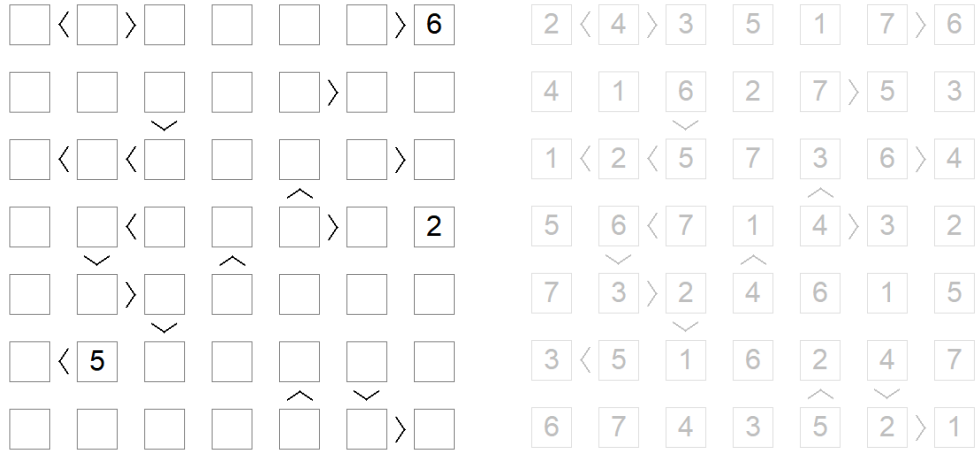 < > > 6 2 < 4 > 3 5 1 7 > 6
> 4 1 6 2 7 > 5 3
﹀ ﹀
< < > 1 < 2 < 5 7 3 6 > 4
︿ ︿
< > 2 5 6 < 7 1 4 > 3 2
﹀ ︿ ﹀ ︿
> 7 3 > 2 4 6 1 5
﹀ ﹀
< 5 3 < 5 1 6 2 4 7
︿ ﹀ ︿ ﹀
> 6 7 4 3 5 2 > 1